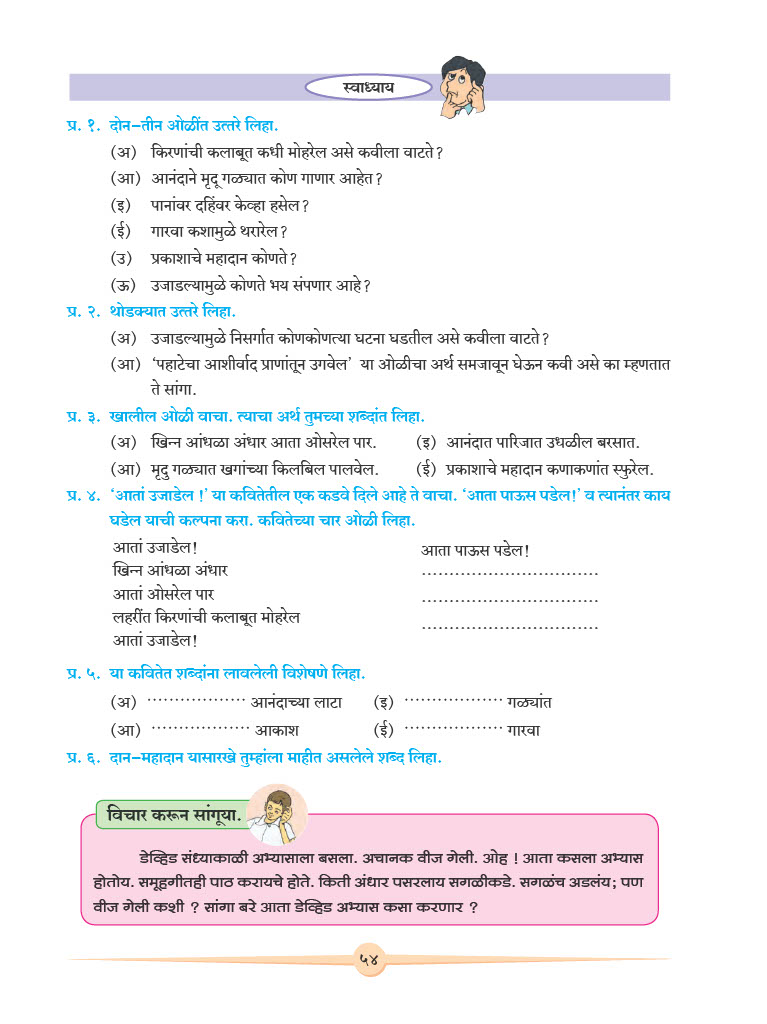 स्वाध्याय
प्र. १. दोन-तीन ओळींत उत्तरे लिहा.
(अ) किरणांची कलाबूत कधी मोहरेल असे कवीला वाटते?
(आ) आनंदाने मृदू गळ्यात कोण गाणार आहेत?
(इ) पानांवर दहिंवर केव्हा हसेल?
(ई) गारवा कशामुळे थरारेल?
(उ) प्रकाशाचे महादान कोणते?
(ऊ) उजाडल्यामुळे कोणते भय संपणार आहे?
प्र. २. थोडक्यात उत्तरे लिहा.
(अ) उजाडल्यामुळे निसर्गात कोणकोणत्या घटना घडतील असे कवीला वाटते?
(आ) ‘पहाटेचा आशीर्वाद प्राणांतून उगवेल’ या ओळीचा अर्थ समजावून घेऊन कवी असे का म्हणतात
ते सांगा.
प्र. ३. खालील ओळी वाचा. त्याचा अर्थ तुमच्या शब्दांत लिहा.
(अ) खिन्न आंधळा अंधार आता ओसरेल पार. (इ) आनंदात पारिजात उधळील बरसात.
(आ) मृदु गळ्यात खगांच्या किलबिल पालवेल. (ई) प्रकाशाचे महादान कणाकणांत स्फुरेल.
प्र. ४. ‘आतां उजाडेल !’ या कवितेतील एक कडवे दिले आहे ते वाचा. ‘आता पाऊस पडेल!’ व त्यानंतर काय
घडेल याची कल्पना करा. कवितेच्या चार ओळी लिहा.
आतां उजाडेल! आता पाऊस पडेल!
खिन्न आंधळा अंधार ................................
आतां ओसरेल पार ................................
लहरींत किरणांची कलाबूत मोहरेल ................................
आतां उजाडेल!
प्र. ५. या कवितेत शब्दांना लावलेली विशेषणे लिहा.
(अ) .................. आनंदाच्या लाटा (इ) .................. गळ्यांत
(आ) .................. आकाश (ई) .................. गारवा
प्र. ६. दान-महादान यासारखे तुम्हांला माहीत असलेले शब्द लिहा.
विचार करून सांगूया.
डेव्हिड संध्याकाळी अभ्यासाला बसला. अचानक वीज गेली. ओह ! आता कसला अभ्यास
होतोय. समूहगीतही पाठ करायचे होते. किती अंधार पसरलाय सगळीकडे. सगळंच अडलंय; पण
वीज गेली कशी ? सांगा बरे आता डेव्हिड अभ्यास कसा करणार ?
५४